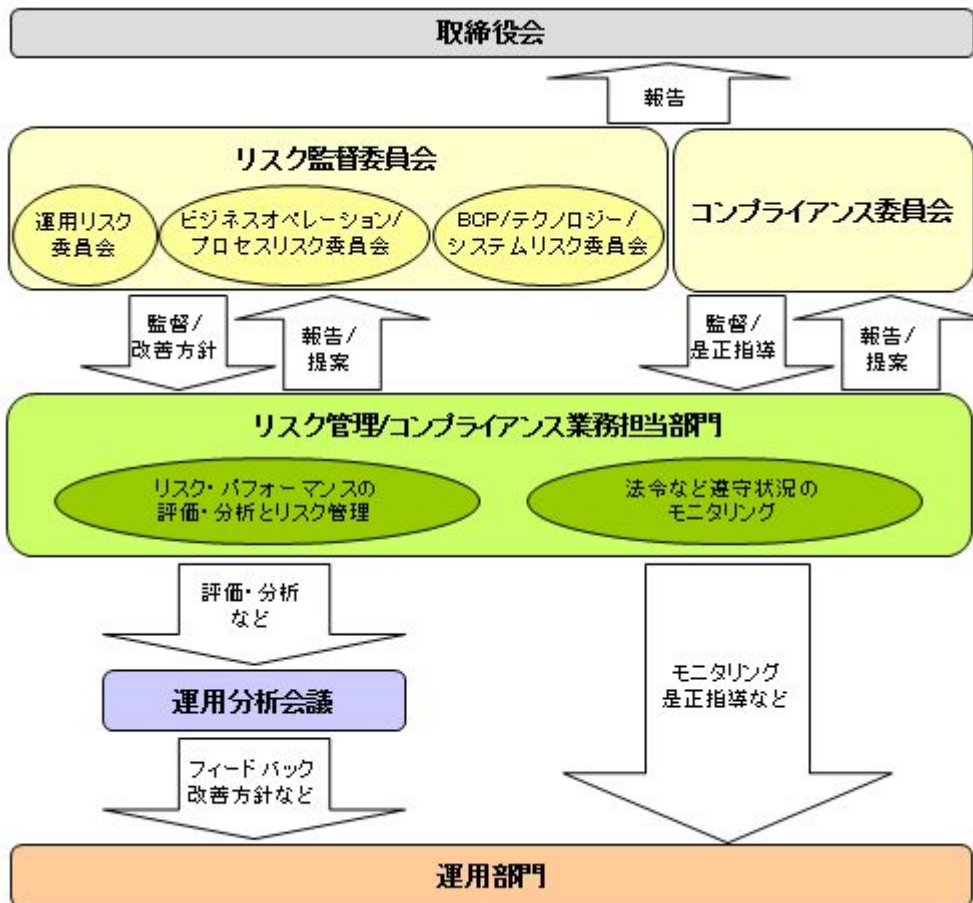 取締役会
報告
リスク監督委員会
運用リスク
委員会
ビジネスオペレーション/
プロセスリスク委員会
BCP/テクノロジー/
システムリスク委員会
コンプライアンス委員会
監督/
改善方針
報告/
提案
監督/
是正指導
報告/
提案
リスク管理/コンプライアンス業務担当部門
リスク・パフォーマンスの
評価・分析とリスク管理
法令など遵守状況の
モニタリング
評価・分析
など
運用分析会議
モニタリング
是正指導など
フィードバック
改善方針など
運用部門